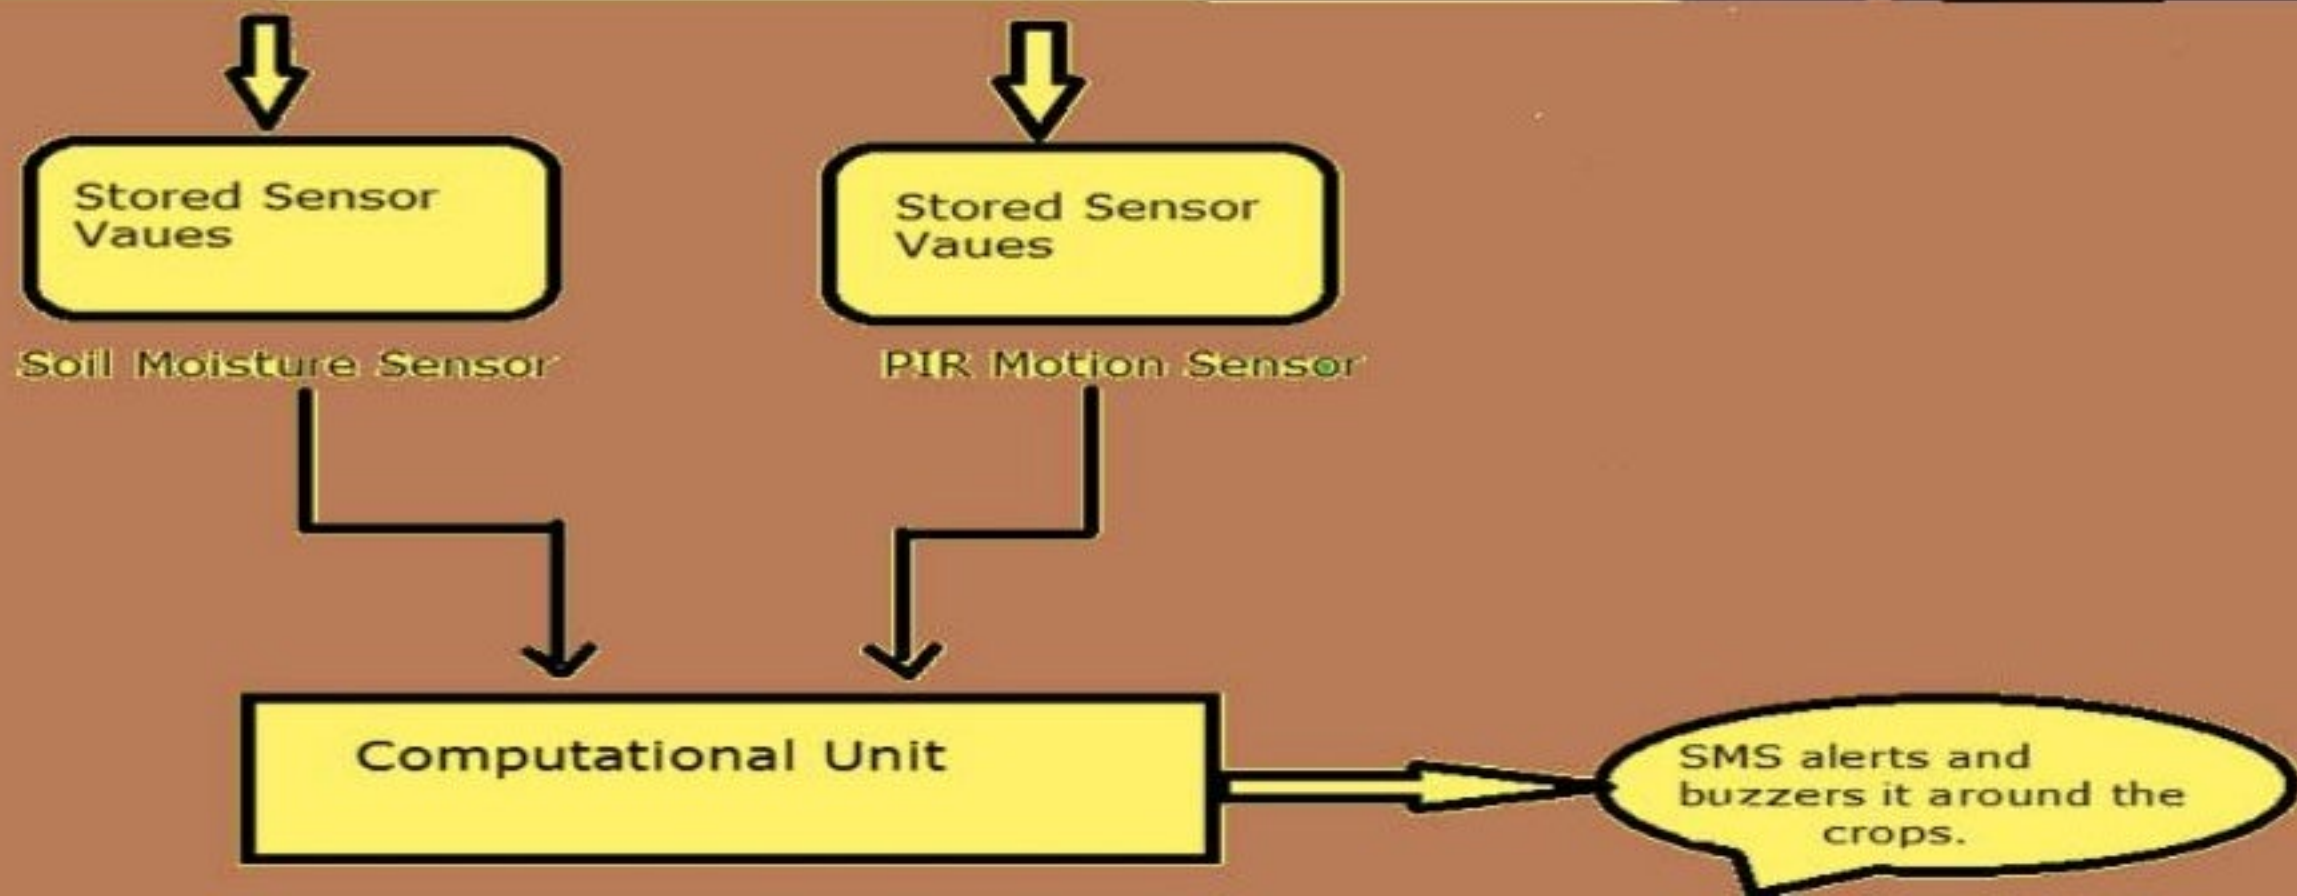 Stored Sensor
Vaues
Stored Sensor
Vaues
Soil Moisture Sensor
PIR Motion Sensor
Computational Unit
SMS alerts and
buzzers it around the
crops.